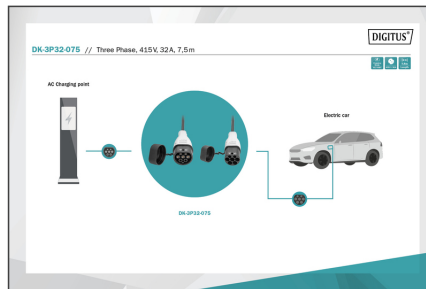 DIGITUS®
DK-3P32-075 // Three Phase, 415V, 32A, 7,5m
AC Charging point
Electric car
DK-3P32-075